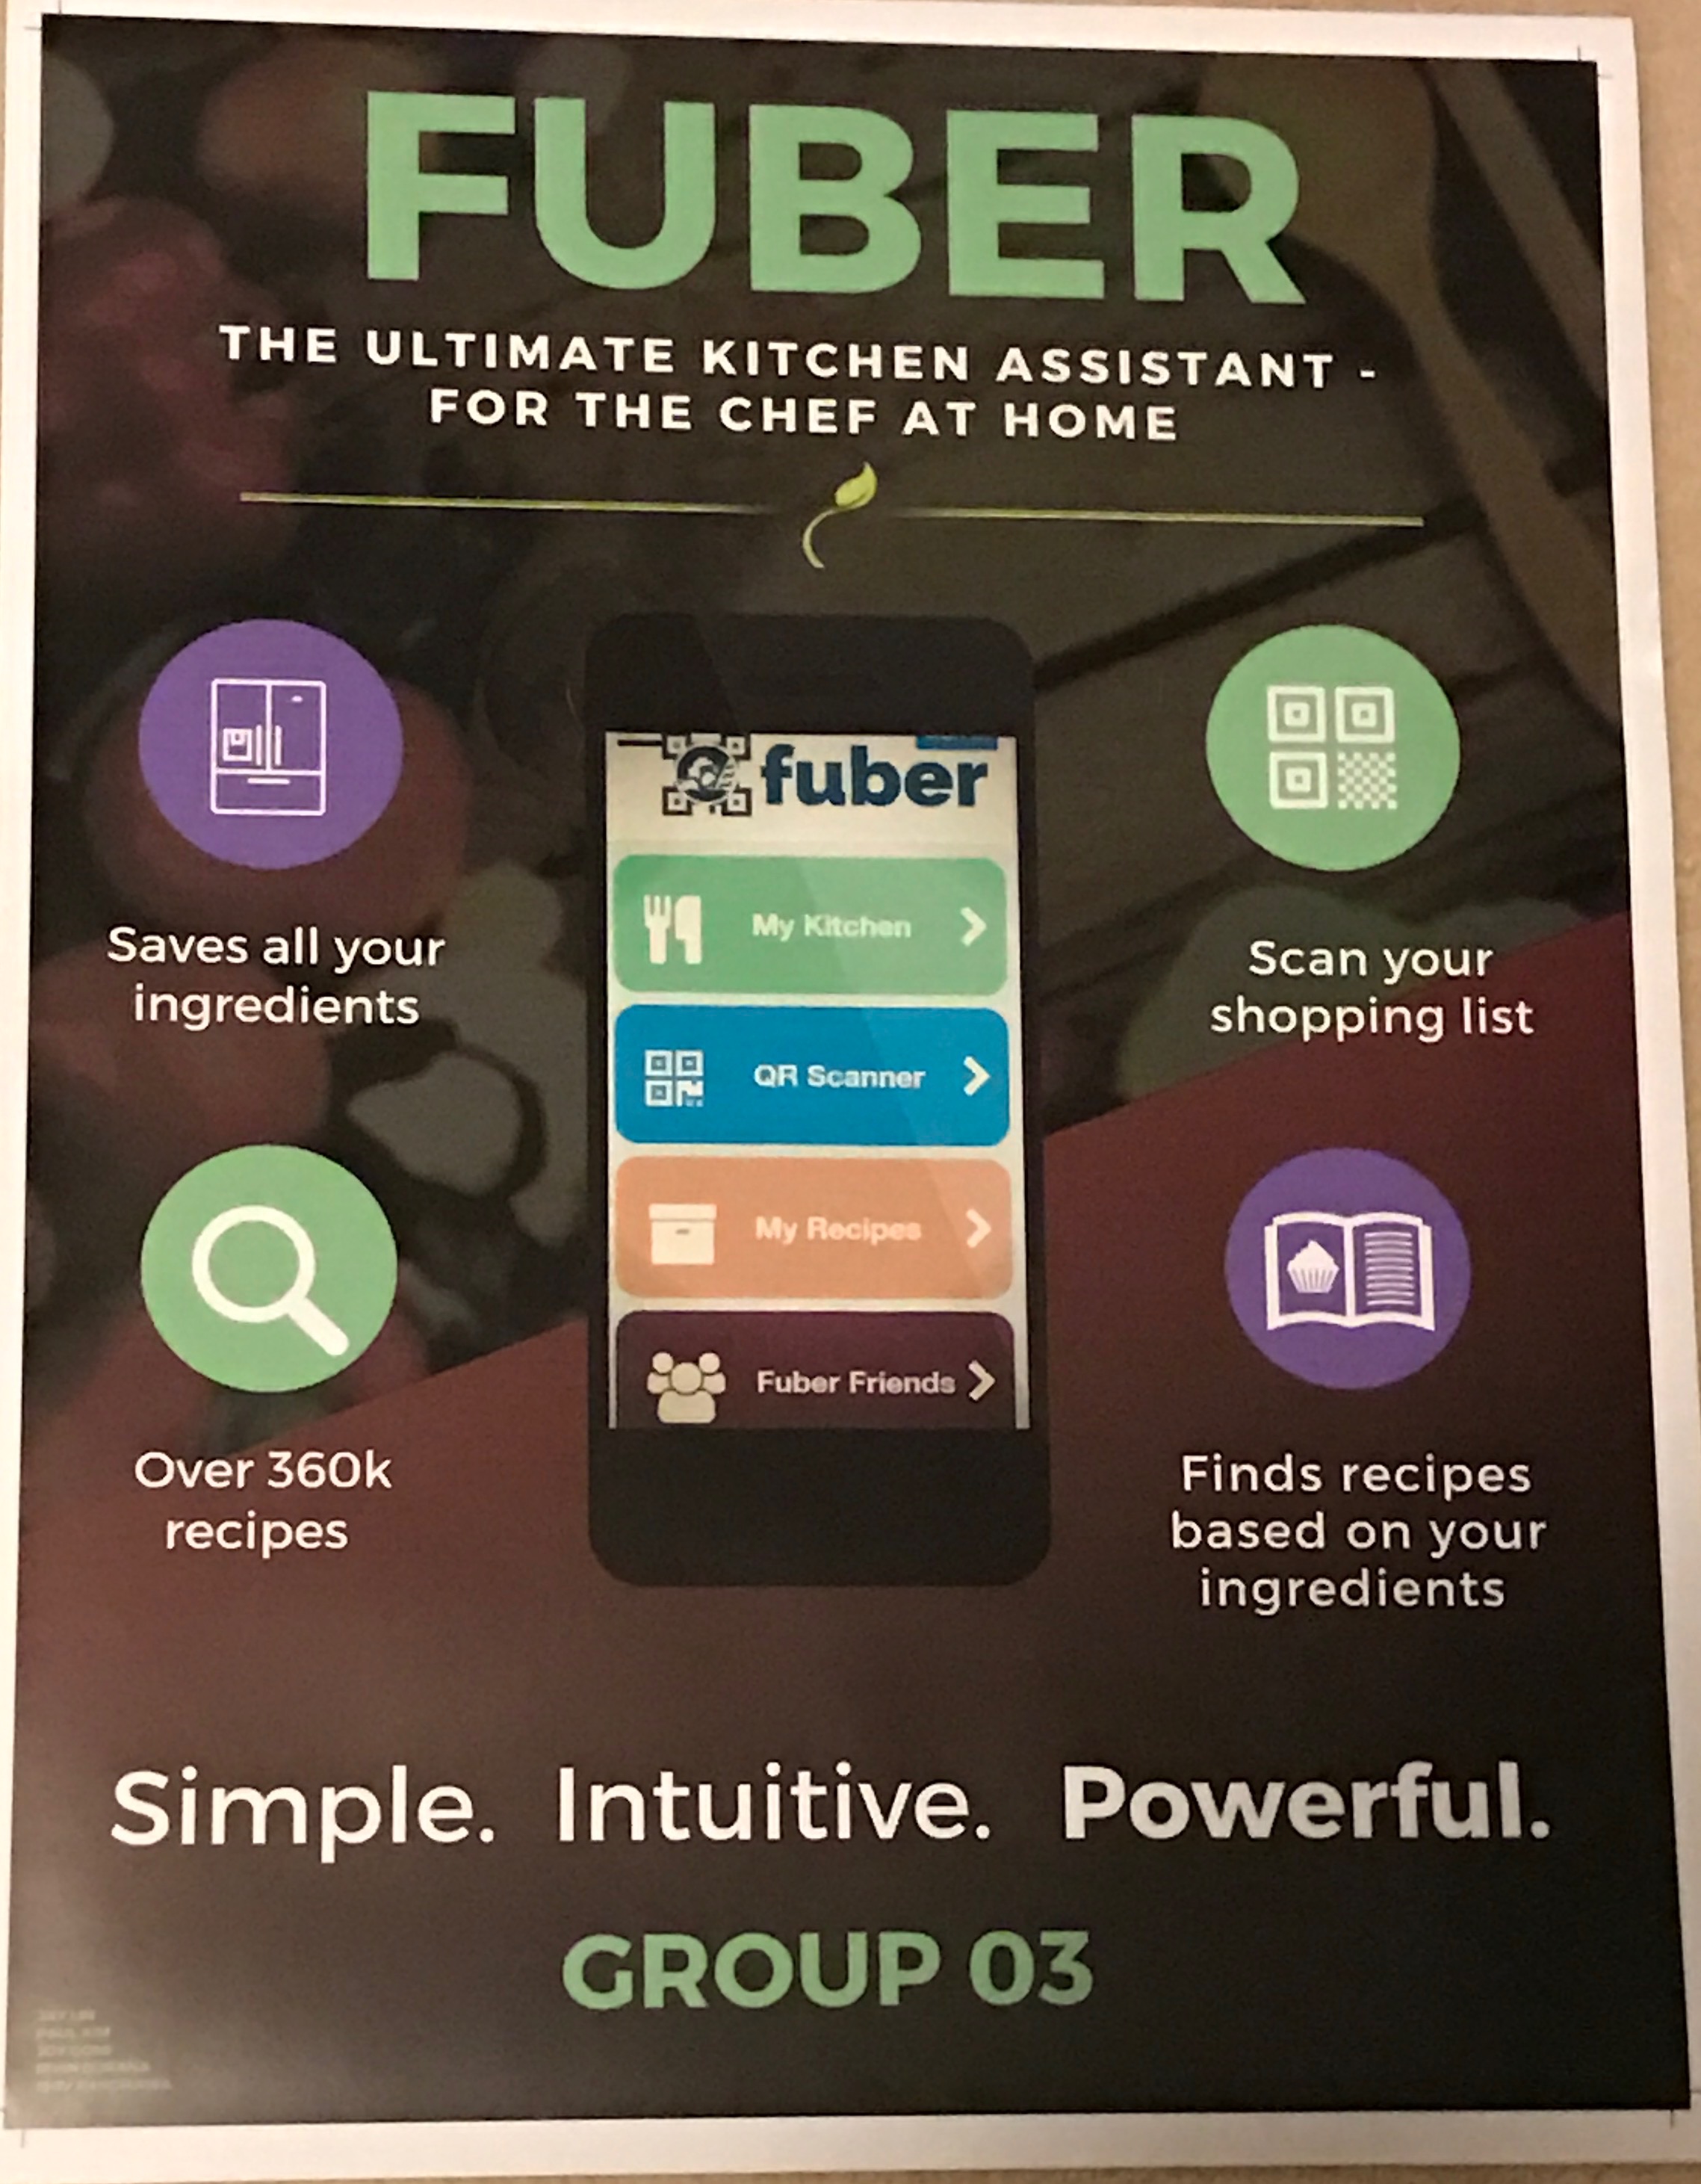 FUBER
THE ULTIMATE KITCHEN ASSISTANT -
FOR THE CHEF AT HOME
Saves all your
ingredients
fuber
My Kitchen
QR Scanner
My Recipes
Fuber Friends
Scan your
shopping list
Over 360k
recipes
Finds recipes
based on your
ingredients
Simple. Intuitive. Powerful.
GROUP 03